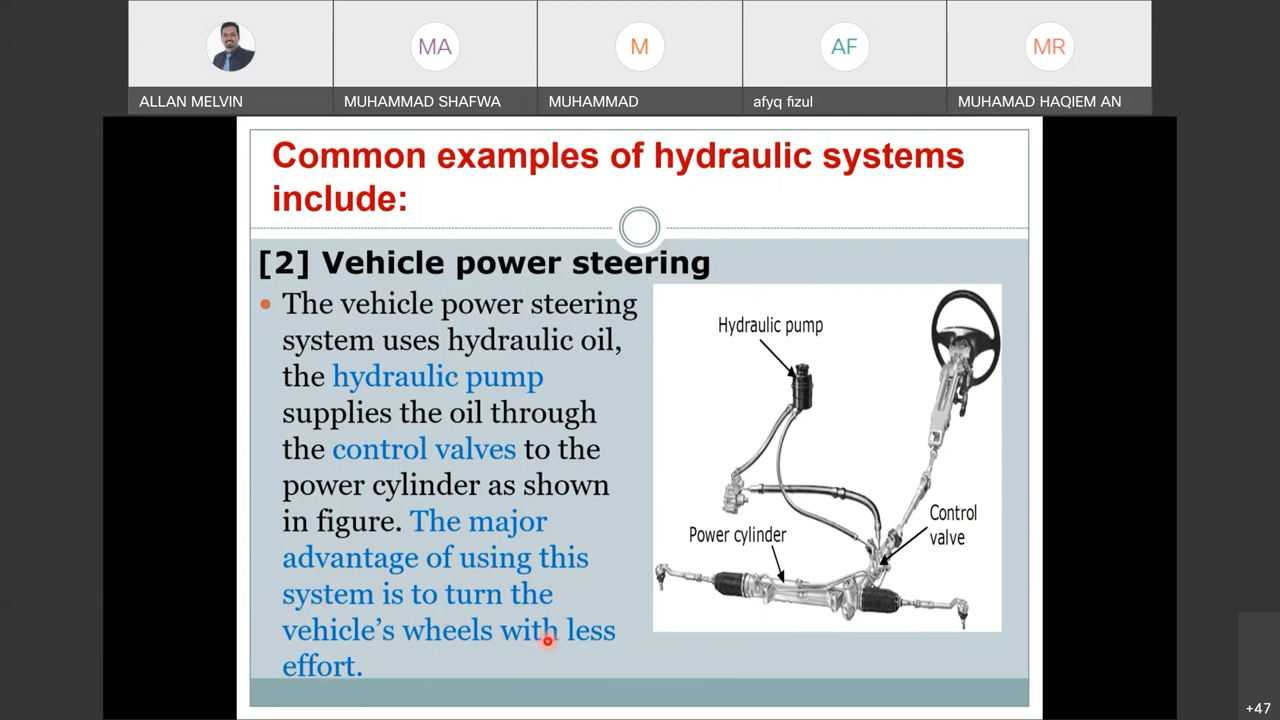 MA
M
AF
MR
ALLAN MELVIN
MUHAMMAD SHAFWA
MUHAMMAD
afyq fizul
MUHAMAD HAQIEM AN
Common examples of hydraulic systems
include:
[2] Vehicle power steering
• The vehicle power steering
system uses hydraulic oil,
the hydraulic pump
supplies the oil through
the control valves to the
power cylinder as shown
in figure. The major
advantage of using this
system is to turn the
vehicle's wheels with less
effort.
Hydraulic pump
Control
valve
Power cylinder
+47